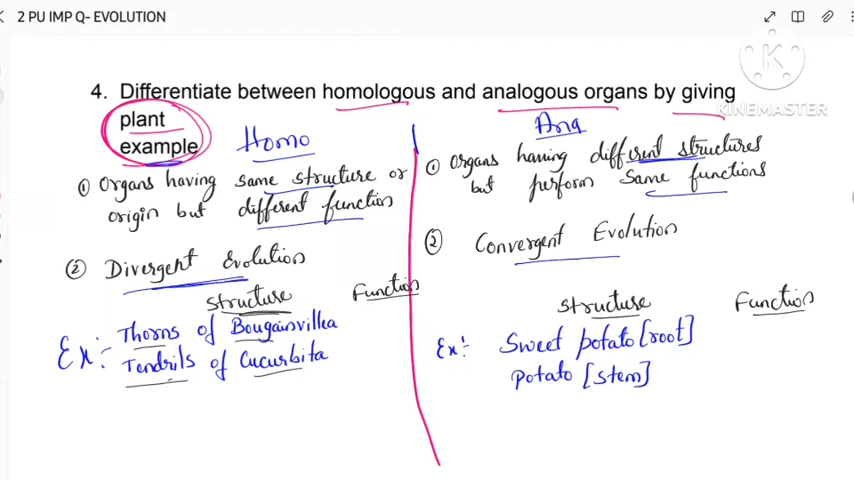 2 PU IMP Q- EVOLUTION
KINEMASTER
4. Differentiate between homologous and analogous organs by giving
plant
example
Homo
① Organs having same structure or
origin but different function
② Divergent Evolution
Structure Function
Ex:- Thorns of Bougainvillea
Tendrils of Cucurbita
Ana
① Organs having different structures
but perform same functions
② Convergent Evolution
Structure Function
Ex:- Sweet potato [root]
Potato [stem]